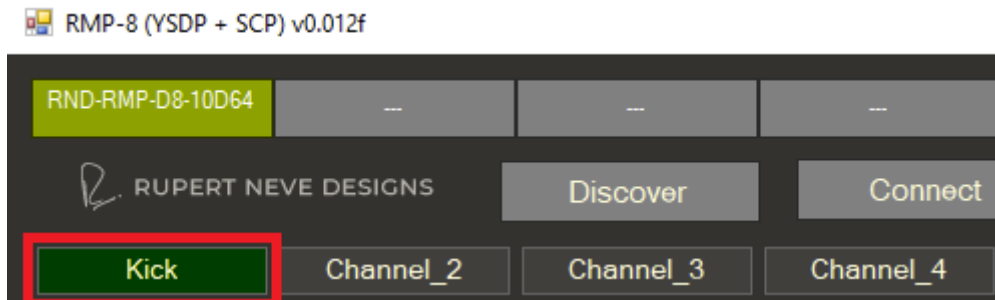 RMP-8 (YSDP + SCP) v0.012f
RND-RMP-D8-10D64 --- --- ---
RUPERT NEVE DESIGNS Discover Connect
Kick Channel_2 Channel_3 Channel_4